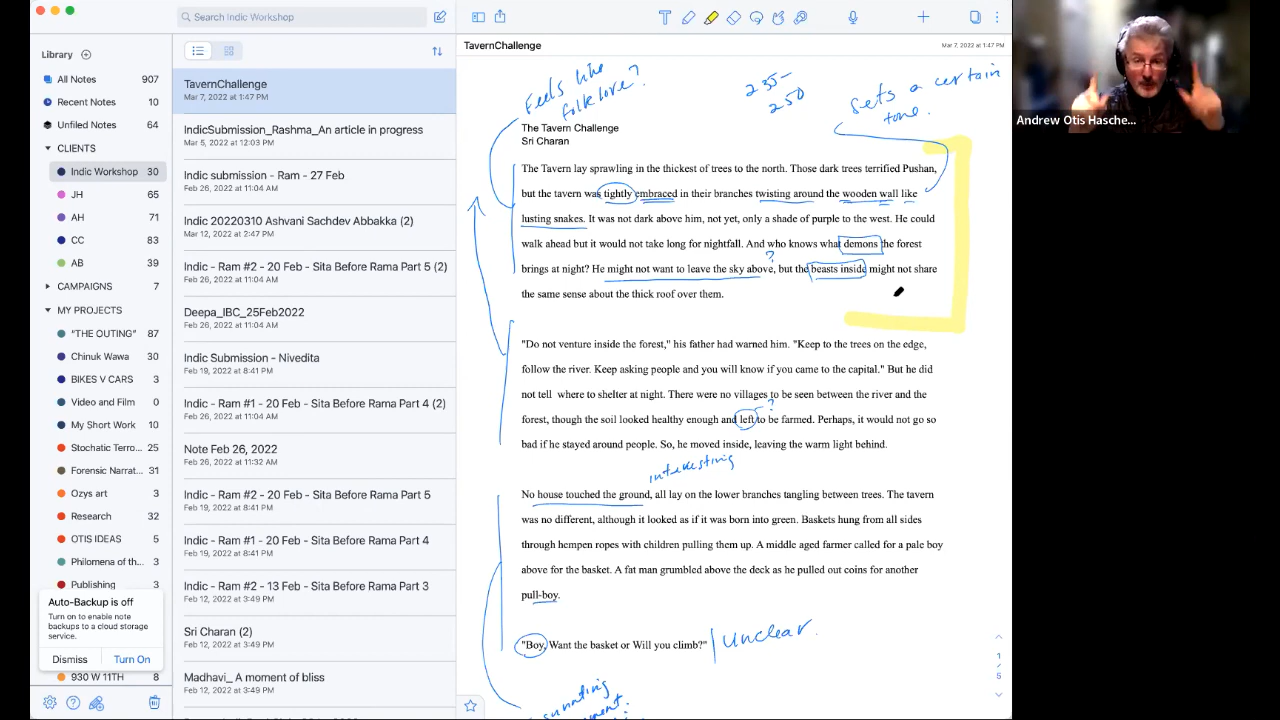 Search Indic Workshop
Library
All Notes 907
Recent Notes 10
Unfiled Notes 64
CLIENTS
Indic Workshop 30
JH 65
AH 71
CC 83
AB 39
CAMPAIGNS 7
MY PROJECTS
“THE OUTING” 87
Chinuk Wawa 30
BIKES V CARS 3
Video and Film 0
My Short Work 10
Stochatic Terro... 25
Forensic Narrat... 31
Ozys art 3
Research 32
OTIS IDEAS 5
Philomena of th... 3
Publishing 3
Auto-Backup is off
Turn on to enable note
backups to a cloud storage
service.
Dismiss Turn On
930 W 11TH 8
TavernChallenge
Mar 7, 2022 at 1:47 PM
IndicSubmission_Rashma_An article in progress
Mar 5, 2022 at 12:03 PM
Indic submission - Ram - 27 Feb
Feb 26, 2022 at 11:04 AM
Indic 20220310 Ashvani Sachdev Abbakka (2)
Mar 12, 2022 at 2:47 PM
Indic - Ram #2 - 20 Feb - Sita Before Rama Part 5 (2)
Feb 26, 2022 at 11:04 AM
Deepa_IBC_25Feb2022
Feb 26, 2022 at 11:04 AM
Indic Submission - Nivedita
Feb 19, 2022 at 8:41 PM
Indic - Ram #1 - 20 Feb - Sita Before Rama Part 4 (2)
Feb 26, 2022 at 11:04 AM
Note Feb 26, 2022
Feb 26, 2022 at 11:32 AM
Indic - Ram #2 - 20 Feb - Sita Before Rama Part 5
Feb 19, 2022 at 8:41 PM
Indic - Ram #1 - 20 Feb - Sita Before Rama Part 4
Feb 19, 2022 at 8:41 PM
Indic - Ram #2 - 13 Feb - Sita Before Rama Part 3
Feb 12, 2022 at 3:49 PM
Sri Charan (2)
Feb 12, 2022 at 3:49 PM
Madhavi_ A moment of bliss
Feb 12, 2022 at 3:49 PM
TavernChallenge Mar 7, 2022 at 1:47 PM
Feels like
folklore?
235-
250
Sets a certain
tone.
The Tavern Challenge
Sri Charan
The Tavern lay sprawling in the thickest of trees to the north. Those dark trees terrified Pushan,
but the tavern was tightly embraced in their branches twisting around the wooden wall like
lusting snakes. It was not dark above him, not yet, only a shade of purple to the west. He could
walk ahead but it would not take long for nightfall. And who knows what demons the forest
?
brings at night? He might not want to leave the sky above, but the beasts inside might not share
the same sense about the thick roof over them.
"Do not venture inside the forest," his father had warned him. "Keep to the trees on the edge,
follow the river. Keep asking people and you will know if you came to the capital." But he did
not tell where to shelter at night. There were no villages to be seen between the river and the
?
forest, though the soil looked healthy enough and left to be farmed. Perhaps, it would not go so
bad if he stayed around people. So, he moved inside, leaving the warm light behind.
interesting
No house touched the ground, all lay on the lower branches tangling between trees. The tavern
was no different, although it looked as if it was born into green. Baskets hung from all sides
through hempen ropes with children pulling them up. A middle aged farmer called for a pale boy
above for the basket. A fat man grumbled above the deck as he pulled out coins for another
pull-boy.
"Boy, Want the basket or Will you climb?" unclear.
1
/
6
Andrew Otis Hasche...